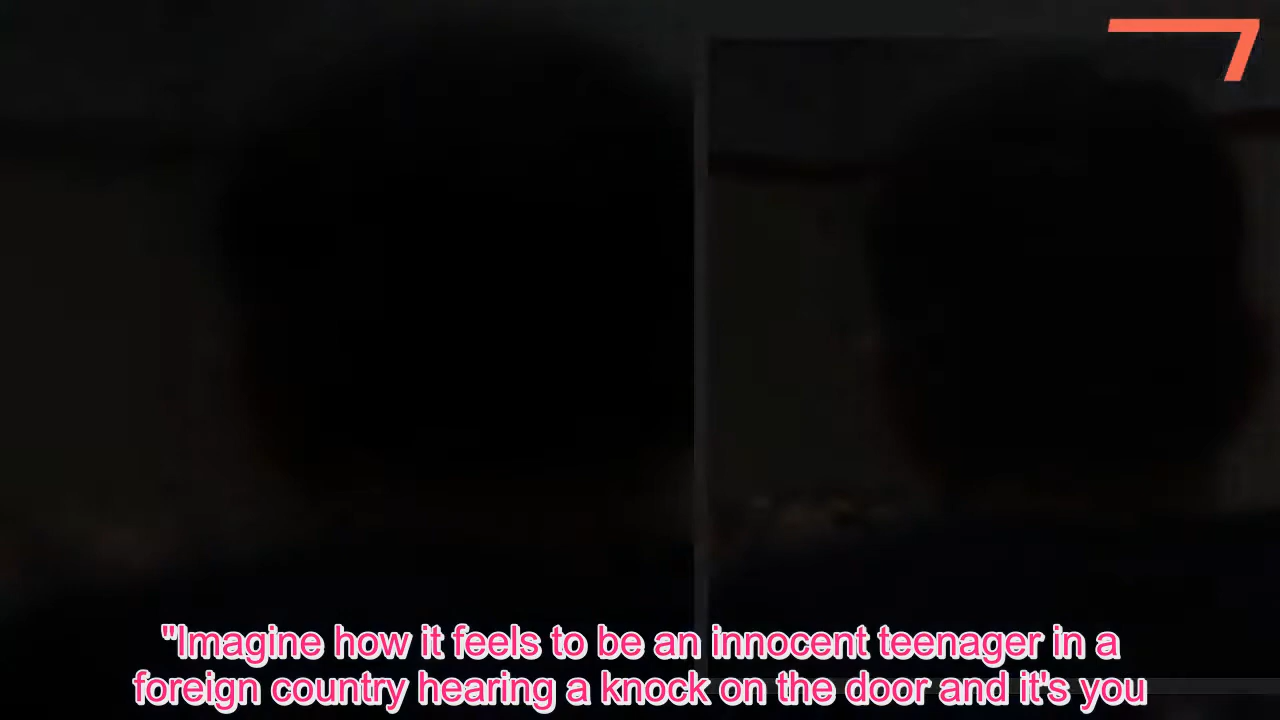 "Imagine how it feels to be an innocent teenager in a
foreign country hearing a knock on the door and it's you